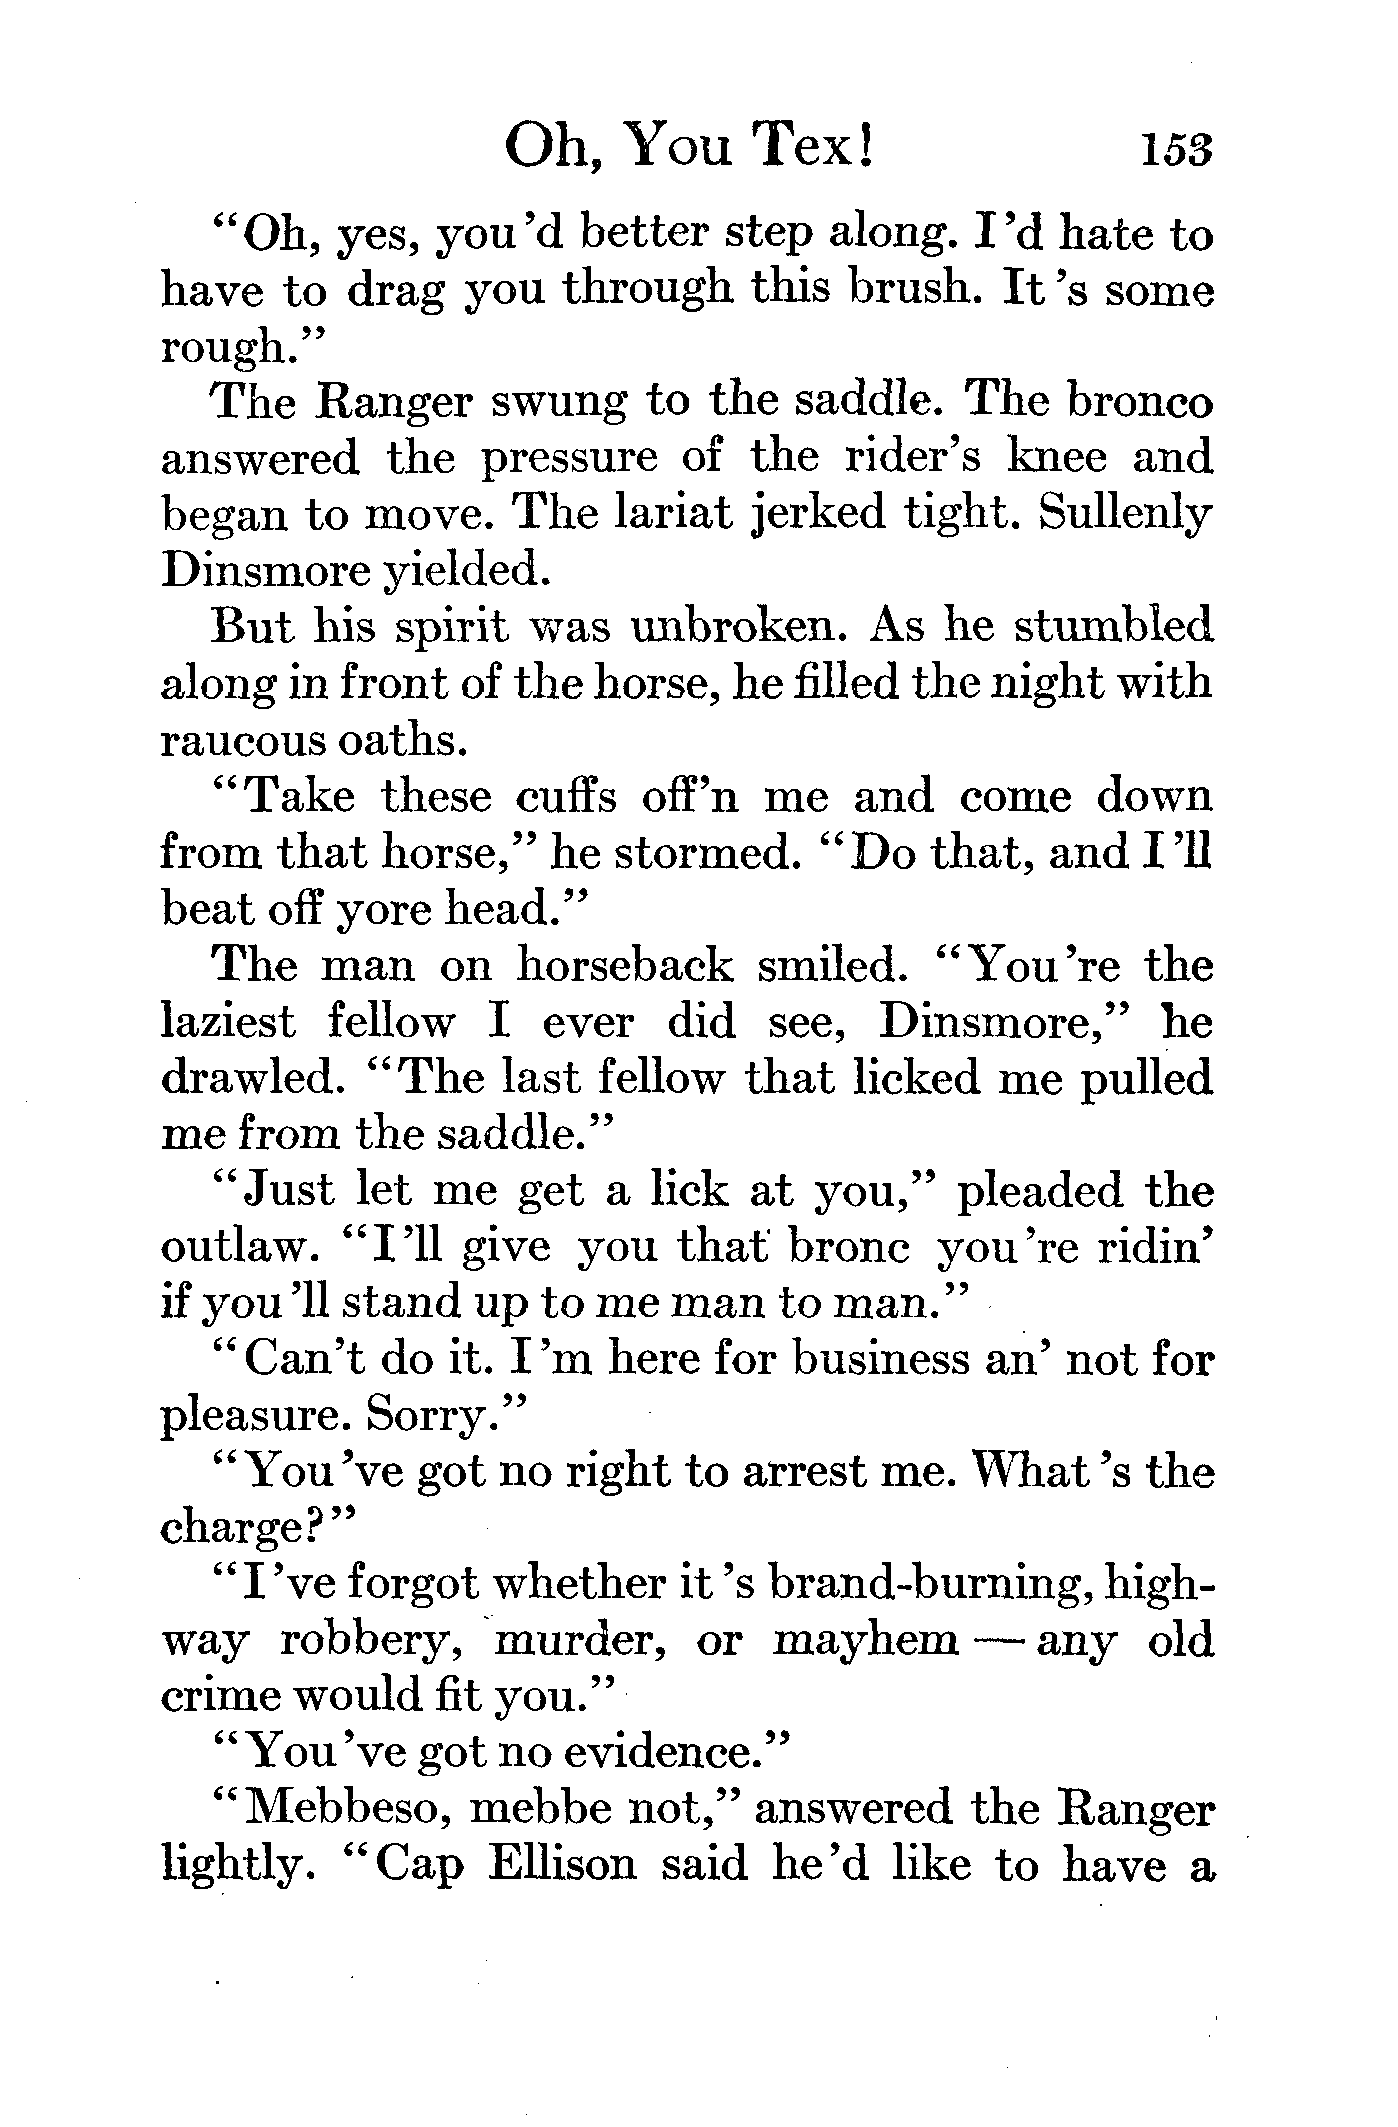 Oh, You Tex! 153
"Oh, yes, you'd better step along. I'd hate to
have to drag you through this brush. It's some
rough."
The Ranger swung to the saddle. The bronco
answered the pressure of the rider's knee and
began to move. The lariat jerked tight. Sullenly
Dinsmore yielded.
But his spirit was unbroken. As he stumbled
along in front of the horse, he filled the night with
raucous oaths.
"Take these cuffs off'n me and come down
from that horse," he stormed. "Do that, and I'll
beat off yore head."
The man on horseback smiled. "You're the
laziest fellow I ever did see, Dinsmore," he
drawled. "The last fellow that licked me pulled
me from the saddle."
"Just let me get a lick at you," pleaded the
outlaw. "I'll give you that bronc you're ridin'
if you'll stand up to me man to man."
"Can't do it. I'm here for business an' not for
pleasure. Sorry."
"You've got no right to arrest me. What's the
charge?"
"I've forgot whether it's brand-burning, high-
way robbery, murder, or mayhem — any old
crime would fit you."
"You've got no evidence."
"Mebbeso, mebbe not," answered the Ranger
lightly. "Cap Ellison said he'd like to have a